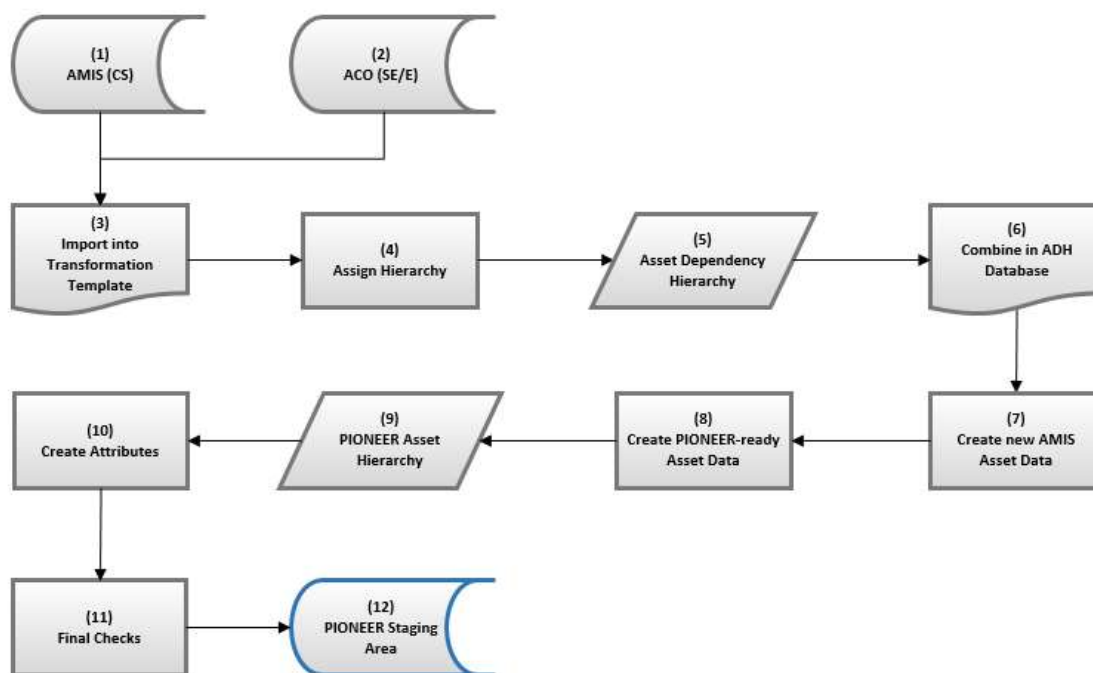 (1)
AMIS (CS)
(2)
ACO (SE/E)
(3)
Import into
Transformation
Template
(4)
Assign Hierarchy
(5)
Asset Dependency
Hierarchy
(6)
Combine in ADH
Database
(10)
Create Attributes
(9)
PIONEER Asset
Hierarchy
(8)
Create PIONEER-ready
Asset Data
(7)
Create new AMIS
Asset Data
(11)
Final Checks
(12)
PIONEER Staging
Area